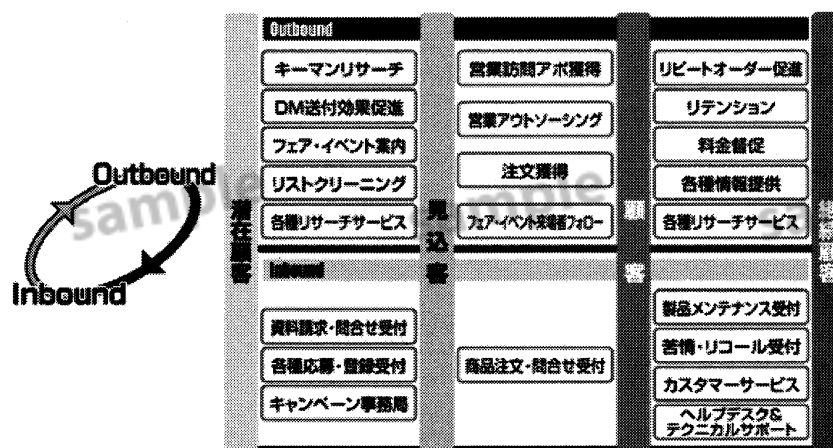 Outbound
Inbound
潜在顧客
Outbound
キーマンリサーチ
DM送付効果促進
フェア・イベント案内
リストクリーニング
各種リサーチサービス
Inbound
資料請求・問合せ受付
各種応募・登録受付
キャンペーン事務局
見込客
営業訪問アポ獲得
営業アウトソーシング
注文獲得
フェア・イベント来場者フォロー
商品注文・問合せ受付
顧客
リピートオーダー促進
リテンション
料金督促
各種情報提供
各種リサーチサービス
製品メンテナンス受付
苦情・リコール受付
カスタマーサービス
ヘルプデスク&
テクニカルサポート
継続顧客
sample
sample
sa